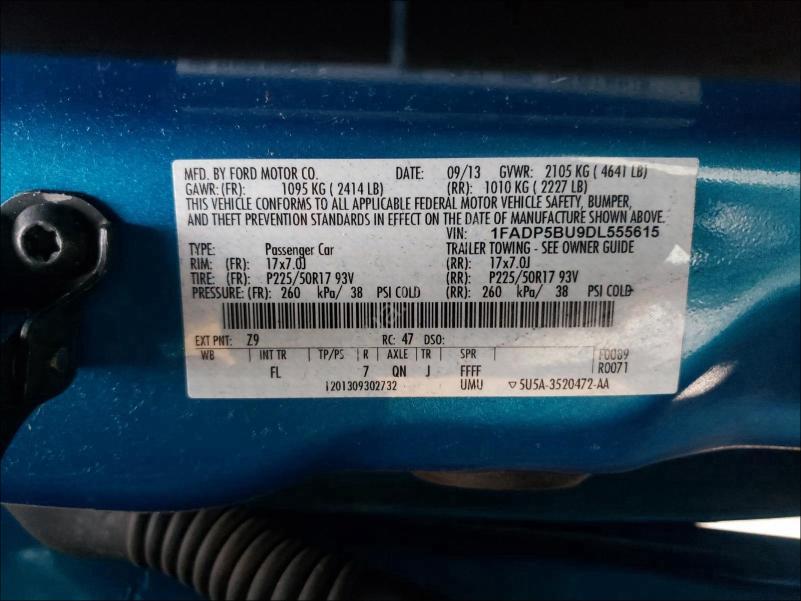 MFD. BY FORD MOTOR CO. DATE: 09/13 GVWR: 2105 KG ( 4641 LB)
GAWR: (FR): 1095 KG ( 2414 LB) (RR): 1010 KG ( 2227 LB)
THIS VEHICLE CONFORMS TO ALL APPLICABLE FEDERAL MOTOR VEHICLE SAFETY, BUMPER,
AND THEFT PREVENTION STANDARDS IN EFFECT ON THE DATE OF MANUFACTURE SHOWN ABOVE.
VIN: 1FADP5BU9DL555615
TYPE: Passenger Car TRAILER TOWING - SEE OWNER GUIDE
RIM: (FR): 17x7.0J (RR): 17x7.0J
TIRE: (FR): P225/50R17 93V (RR): P225/50R17 93V
PRESSURE: (FR): 260 kPa/ 38 PSI COLD (RR): 260 kPa/ 38 PSI COLD
EXT PNT: Z9 RC: 47 DSO:
WB INT TR TP/PS R AXLE TR SPR F0089
FL 7 QN J FFFF R0071
1201309302732 UMU ▽5U5A-3520472-AA